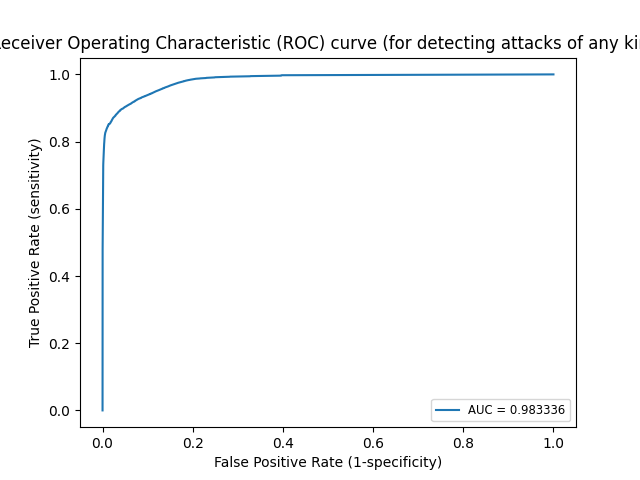 Receiver Operating Characteristic (ROC) curve (for detecting attacks of any kin
1.0
0.8
0.6
0.4
0.2
0.0
True Positive Rate (sensitivity)
AUC = 0.983336
0.0 0.2 0.4 0.6 0.8 1.0
False Positive Rate (1-specificity)